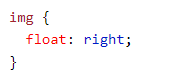 img {
  float: right;
}